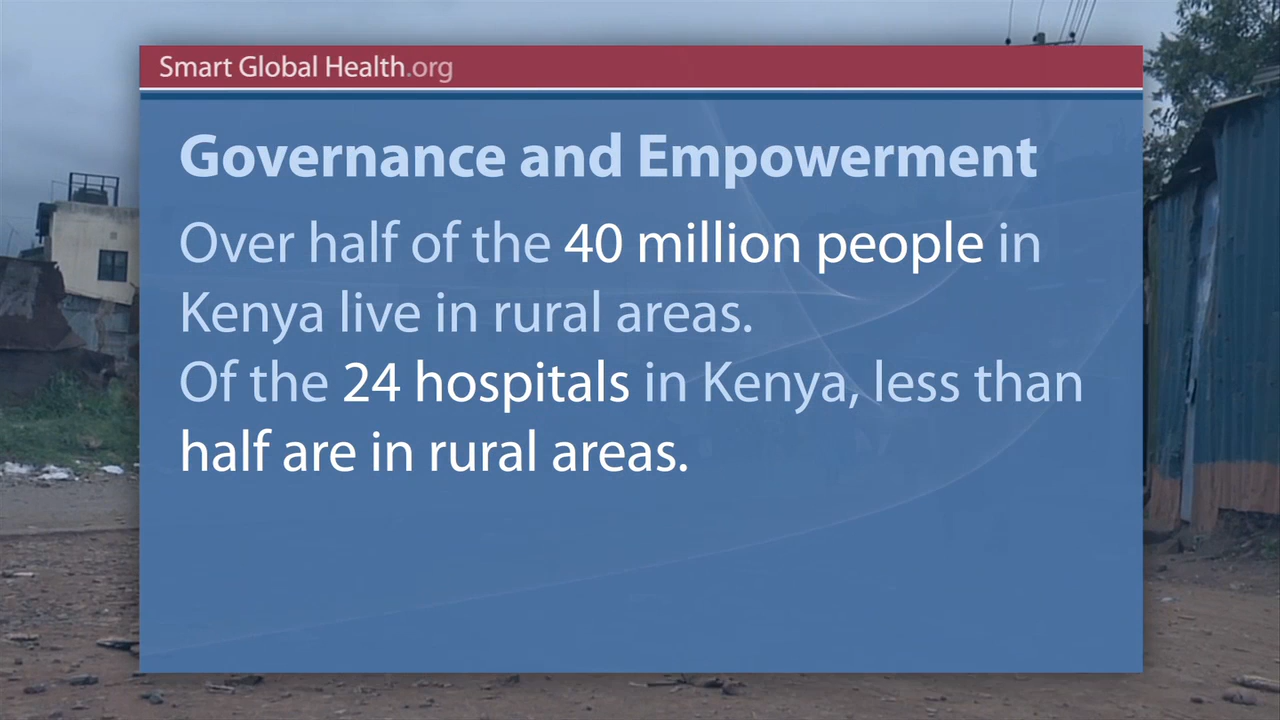 Smart Global Health.org
Governance and Empowerment
Over half of the 40 million people in
Kenya live in rural areas.
Of the 24 hospitals in Kenya, less than
half are in rural areas.